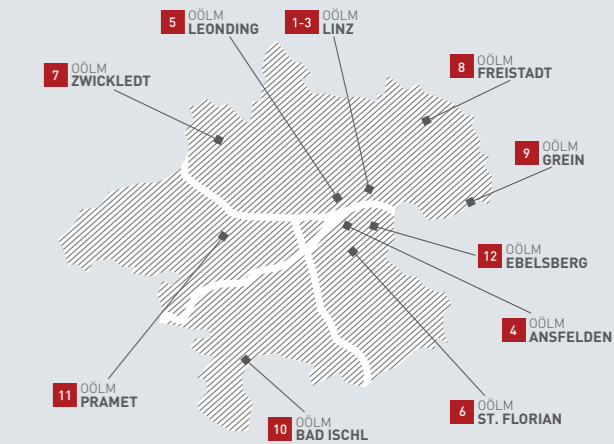 5 OÖLM
LEONDING
1-3 OÖLM
LINZ
7 OÖLM
ZWICKLEDT
8 OÖLM
FREISTADT
9 OÖLM
GREIN
12 OÖLM
EBELSBERG
4 OÖLM
ANSFELDEN
11 OÖLM
PRAMET
6 OÖLM
ST. FLORIAN
10 OÖLM
BAD ISCHL